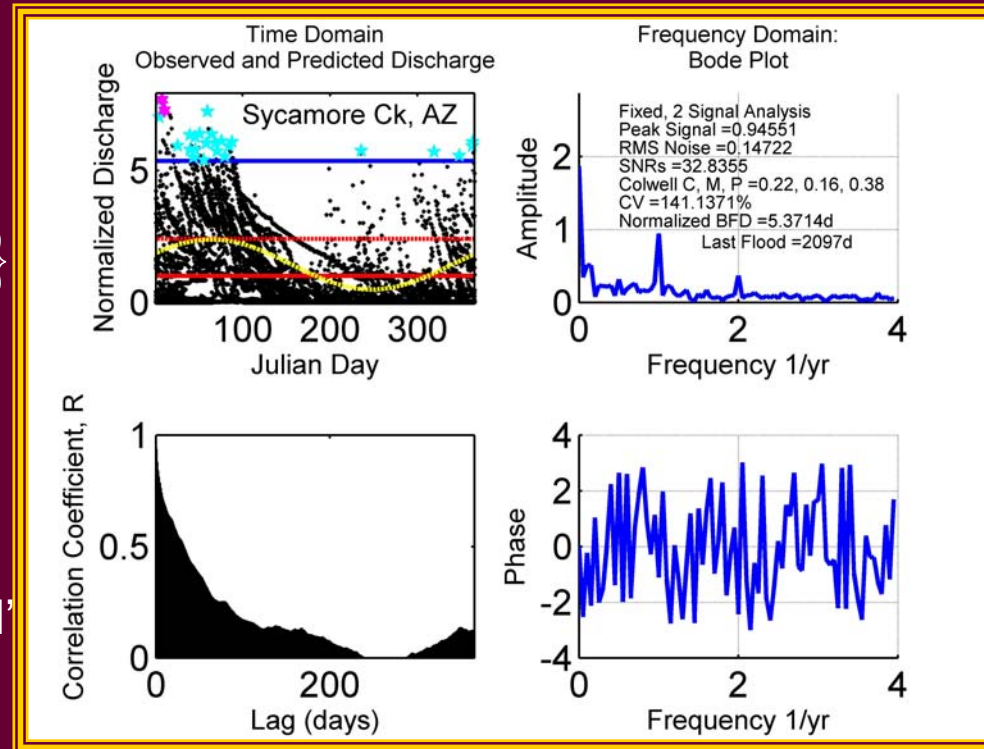 Time Domain
Observed and Predicted Discharge
Sycamore Ck, AZ
Normalized Discharge
5
0
100 200 300
Julian Day
Frequency Domain:
Bode Plot
Fixed, 2 Signal Analysis
Peak Signal =0.94551
RMS Noise =0.14722
SNRs =32.8355
Colwell C, M, P =0.22, 0.16, 0.38
CV =141.1371%
Normalized BFD =5.3714d
Last Flood =2097d
Amplitude
2
1
0
0 2 4
Frequency 1/yr
Correlation Coefficient, R
1
0.5
0
0 200
Lag (days)
Phase
4
2
0
-2
-4
0 2 4
Frequency 1/yr